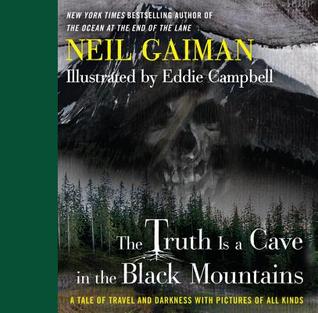 NEW YORK TIMES BESTSELLING AUTHOR OF
THE OCEAN AT THE END OF THE LANE
NEIL GAIMAN
Illustrated by Eddie Campbell
The Truth Is a Cave
in the Black Mountains
A TALE OF TRAVEL AND DARKNESS WITH PICTURES OF ALL KINDS